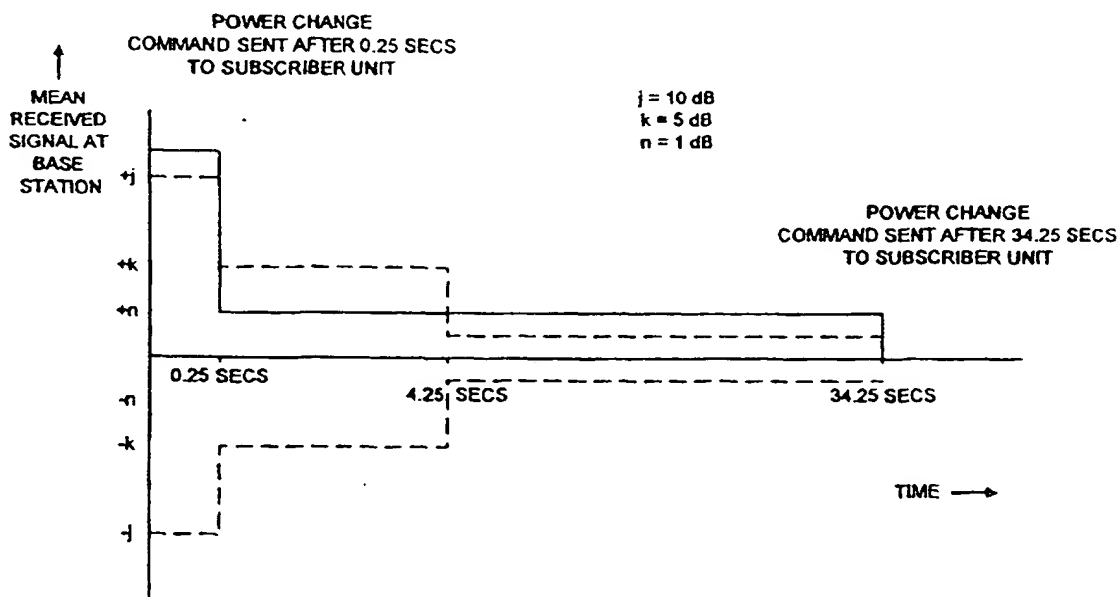 POWER CHANGE
COMMAND SENT AFTER 0.25 SECS
TO SUBSCRIBER UNIT
MEAN
RECEIVED
SIGNAL AT
BASE
STATION
j = 10 dB
k = 5 dB
n = 1 dB
+j
POWER CHANGE
COMMAND SENT AFTER 34.25 SECS
TO SUBSCRIBER UNIT
+k
+n
0.25 SECS
4.25 SECS
34.25 SECS
-n
-k
TIME
-j